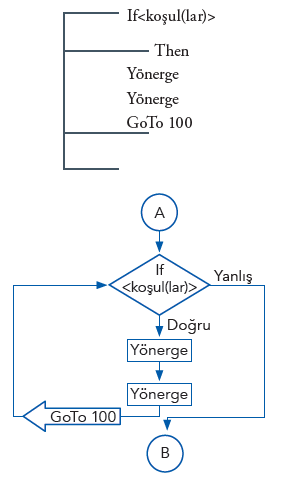 If<koşul(lar)>
Then
Yönerge
Yönerge
GoTo 100
A
If
<koşul(lar)>
Yanlış
Doğru
Yönerge
Yönerge
GoTo 100
B